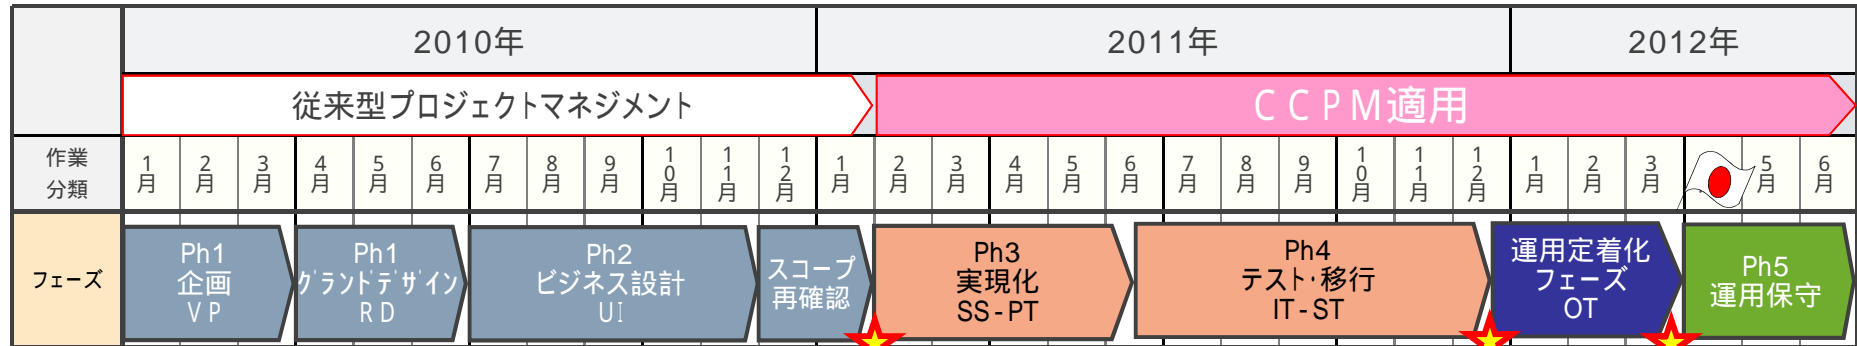 2010年
2011年
2012年
従来型プロジェクトマネジメント
ＣＣＰＭ適用
作業
分類
1月
2月
3月
4月
5月
6月
7月
8月
9月
10月
11月
12月
1月
2月
3月
4月
5月
6月
7月
8月
9月
10月
11月
12月
1月
2月
3月
5月
6月
フェーズ
Ph1
企画
ＶＰ
Ph1
ｸﾞﾗﾝﾄﾞﾃﾞｻﾞｲﾝ
ＲＤ
Ph2
ビジネス設計
ＵＩ
スコープ
再確認
Ph3
実現化
SS-PT
Ph4
テスト・移行
IT-ST
運用定着化
フェーズ
OT
Ph5
運用保守